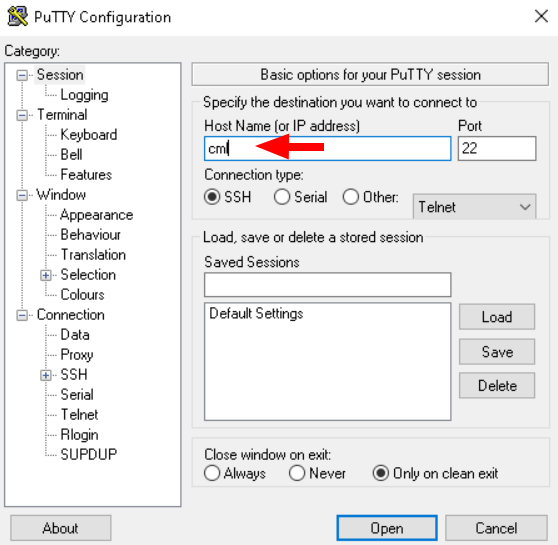 PuTTY Configuration
Category:
Session
Logging
Terminal
Keyboard
Bell
Features
Window
Appearance
Behaviour
Translation
Selection
Colours
Connection
Data
Proxy
SSH
Serial
Telnet
Rlogin
SUPDUP
Basic options for your PuTTY session
Specify the destination you want to connect to
Host Name (or IP address) Port
cml 22
Connection type:
SSH Serial Other: Telnet
Load, save or delete a stored session
Saved Sessions
Default Settings
Load
Save
Delete
Close window on exit:
Always Never Only on clean exit
About Open Cancel